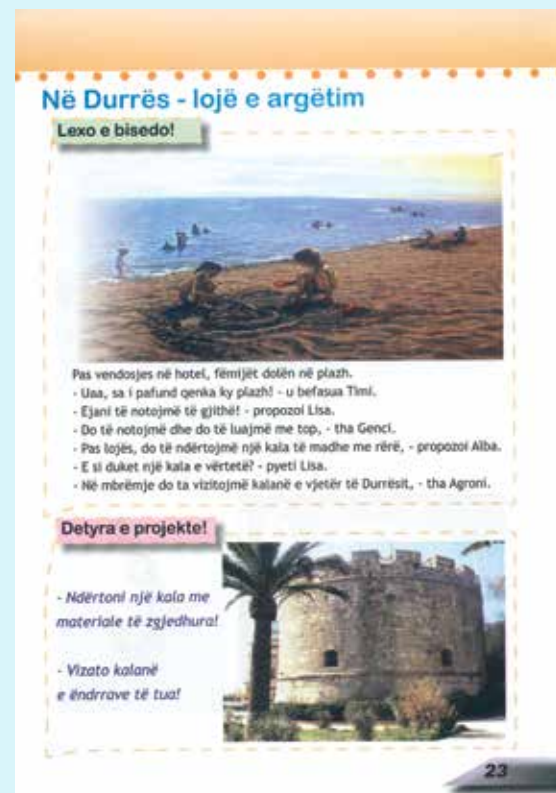 Në Durrës - lojë e argëtim
Lexo e bisedo!
Pas vendosjes në hotel, fëmijët dolën në plazh.
- Uaa, sa i pafund qenka ky plazh! - u befasua Timi.
- Ejani të notojmë të gjithë! - propozoi Lisa.
- Do të notojmë dhe do të luajmë me top, - tha Genci.
- Pas lojës, do të ndërtojmë një kala të madhe me rërë, - propozoi Alba.
- E si duket një kala e vërtetë? - pyeti Lisa.
- Në mbrëmje do ta vizitojmë kalanë e vjetër të Durrësit, - tha Agroni.
Detyra e projekte!
- Ndërtoni një kala me
materiale të zgjedhura!
- Vizato kalanë
e ëndrrave të tua!
23